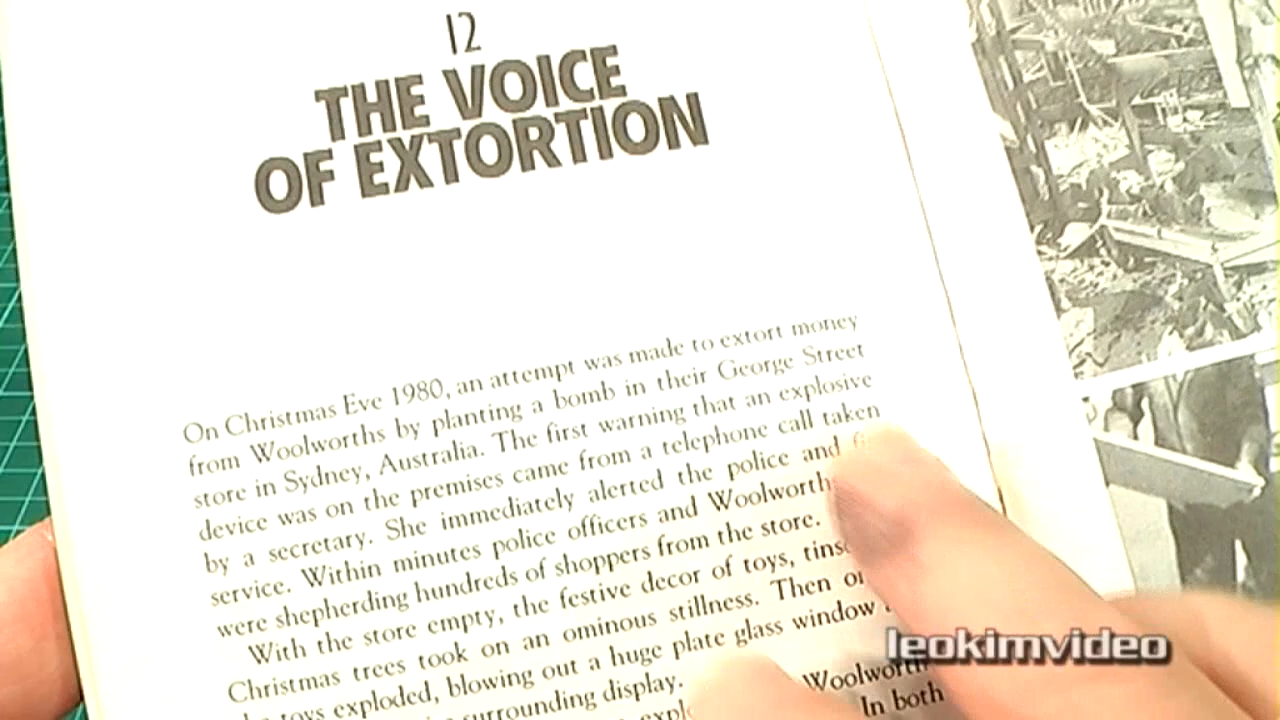 12
THE VOICE
OF EXTORTION
On Christmas Eve 1980, an attempt was made to extort money
from Woolworths by planting a bomb in their George Street
store in Sydney, Australia. The first warning that an explosive
device was on the premises came from a telephone call taken
by a secretary. She immediately alerted the police and
service. Within minutes police officers and Woolworth
were shepherding hundreds of shoppers from the store.
With the store empty, the festive decor of toys,
Christmas trees took on an ominous stillness. Then
toys exploded, blowing out a huge plate glass window
surrounding display.
Woolworth
In both
leokimvideo